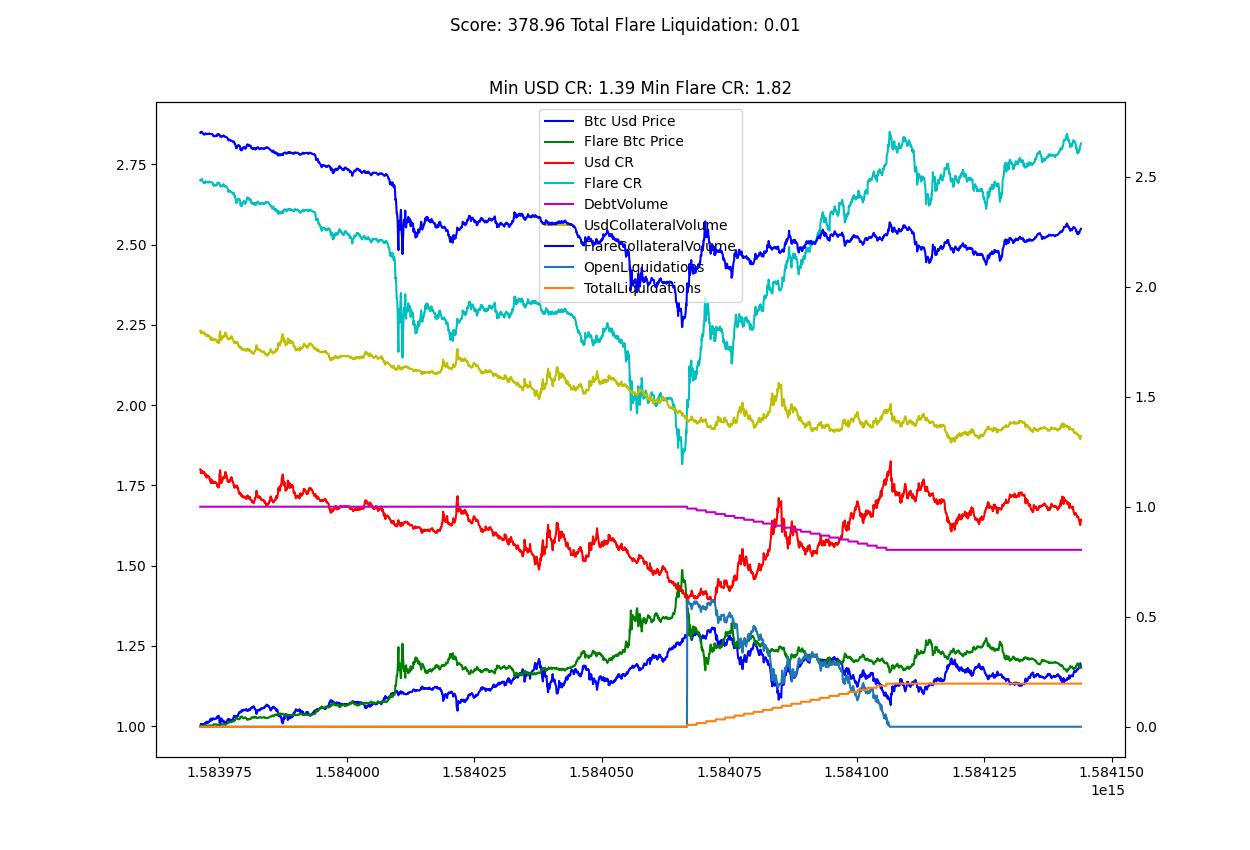 Score: 378.96 Total Flare Liquidation: 0.01
Min USD CR: 1.39 Min Flare CR: 1.82
Btc Usd Price
Flare Btc Price
Usd CR
Flare CR
DebtVolume
UsdCollateralVolume
FlareCollateralVolume
OpenLiquidations
TotalLiquidations
2.75
2.50
2.25
2.00
1.75
1.50
1.25
1.00
2.5
2.0
1.5
1.0
0.5
0.0
1.583975
1.584000
1.584025
1.584050
1.584075
1.584100
1.584125
1.584150
1e15